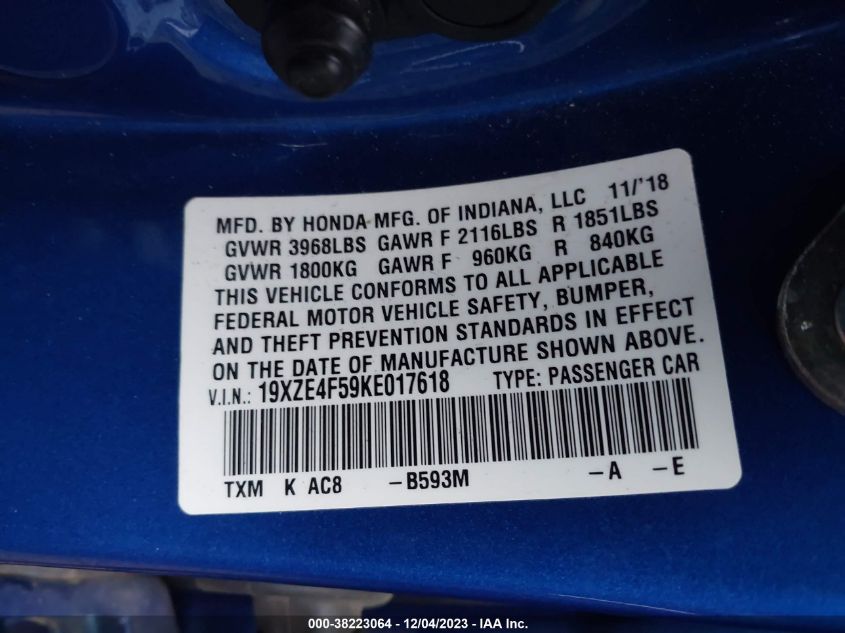 MFD. BY HONDA MFG. OF INDIANA, LLC 11/'18
GVWR 3968LBS GAWR F 2116LBS R 1851LBS
GVWR 1800KG GAWR F 960KG R 840KG
THIS VEHICLE CONFORMS TO ALL APPLICABLE
FEDERAL MOTOR VEHICLE SAFETY, BUMPER,
AND THEFT PREVENTION STANDARDS IN EFFECT
ON THE DATE OF MANUFACTURE SHOWN ABOVE.
V.I.N.: 19XZE4F59KE017618 TYPE: PASSENGER CAR
TXM K AC8 -B593M -A -E
000-38223064 - 12/04/2023 - IAA Inc.